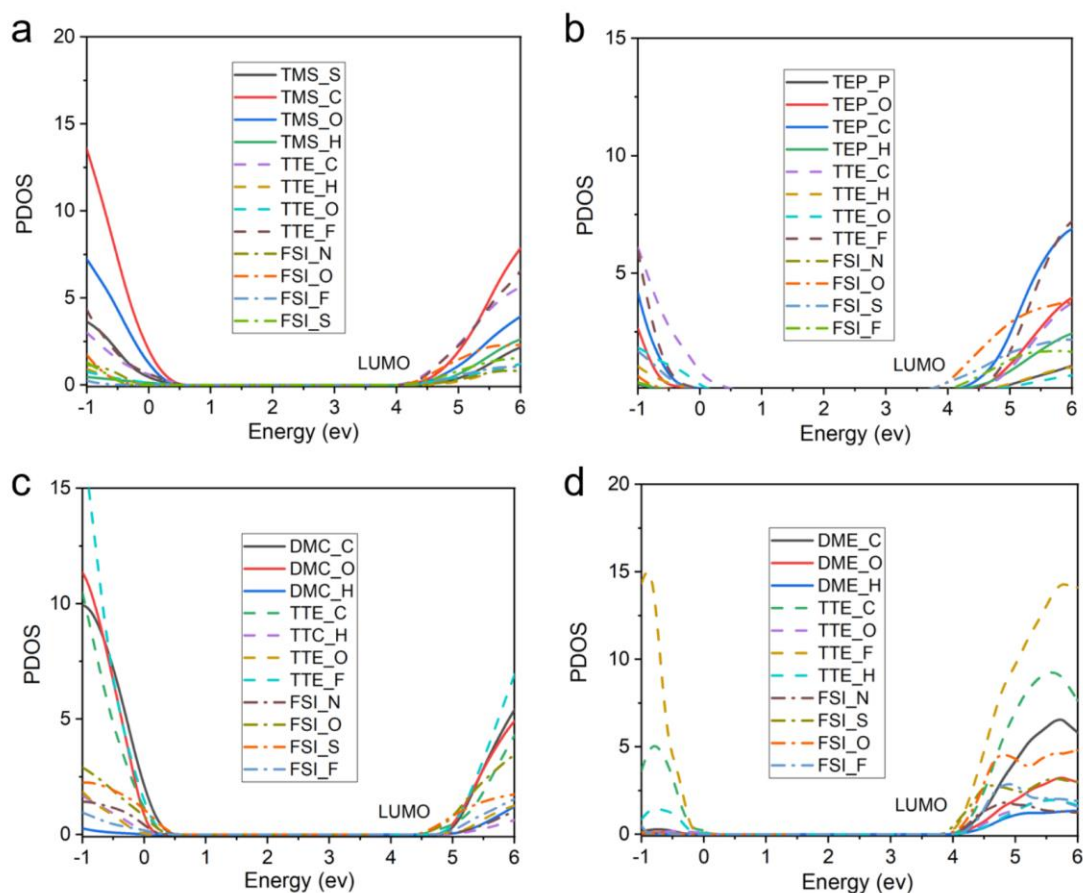 a
20
15
10
5
0
PDOS
TMS_S
TMS_C
TMS_O
TMS_H
TTE_C
TTE_H
TTE_O
TTE_F
FSI_N
FSI_O
FSI_F
FSI_S
LUMO
-1 0 1 2 3 4 5 6
Energy (ev)
b
15
10
5
PDOS
TEP_P
TEP_O
TEP_C
TEP_H
TTE_C
TTE_H
TTE_O
TTE_F
FSI_N
FSI_O
FSI_S
FSI_F
LUMO
-1 0 1 2 3 4 5 6
Energy (ev)
c
15
10
5
0
PDOS
DMC_C
DMC_O
DMC_H
TTE_C
TTC_H
TTE_O
TTE_F
FSI_N
FSI_O
FSI_S
FSI_F
LUMO
-1 0 1 2 3 4 5 6
Energy (ev)
d
20
15
10
5
0
PDOS
DME_C
DME_O
DME_H
TTE_C
TTE_O
TTE_F
TTE_H
FSI_N
FSI_S
FSI_O
FSI_F
LUMO
-1 0 1 2 3 4 5 6
Energy (ev)